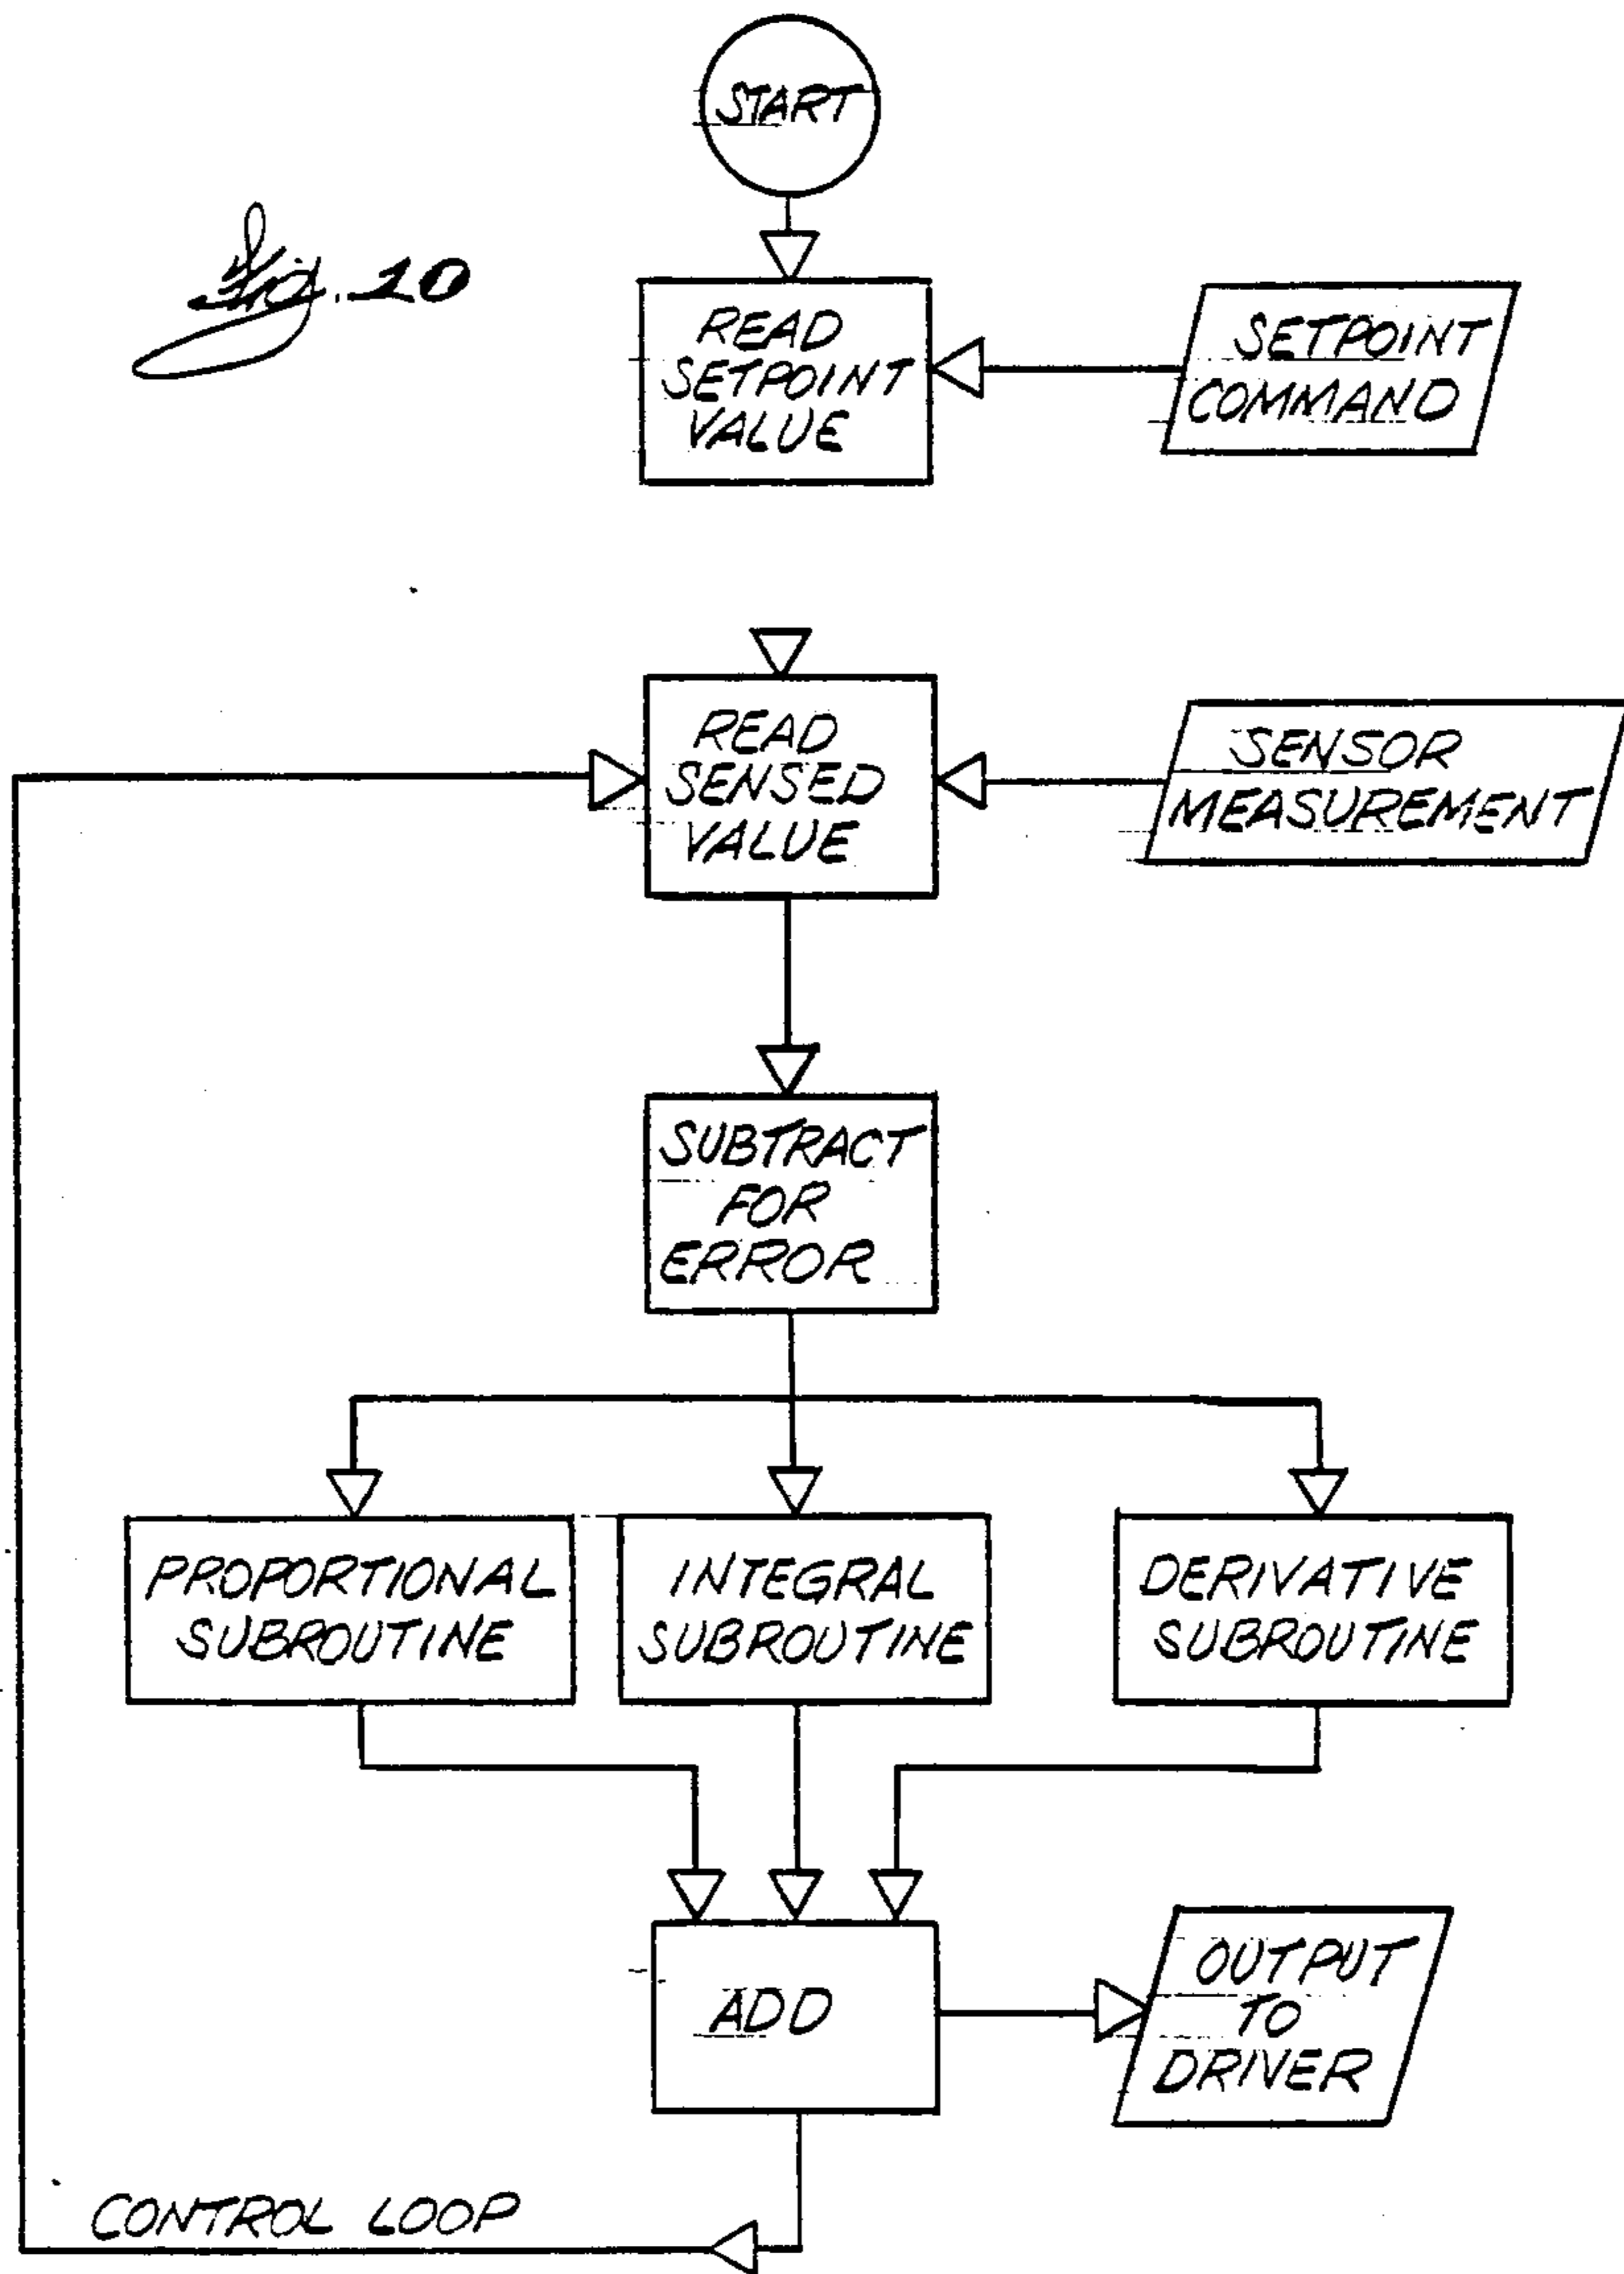 START
Fig. 10
READ
SETPOINT
VALUE
SETPOINT
COMMAND
READ
SENSED
VALUE
SENSOR
MEASUREMENT
SUBTRACT
FOR
ERROR
PROPORTIONAL
SUBROUTINE
INTEGRAL
SUBROUTINE
DERIVATIVE
SUBROUTINE
ADD
OUTPUT
TO
DRIVER
CONTROL LOOP